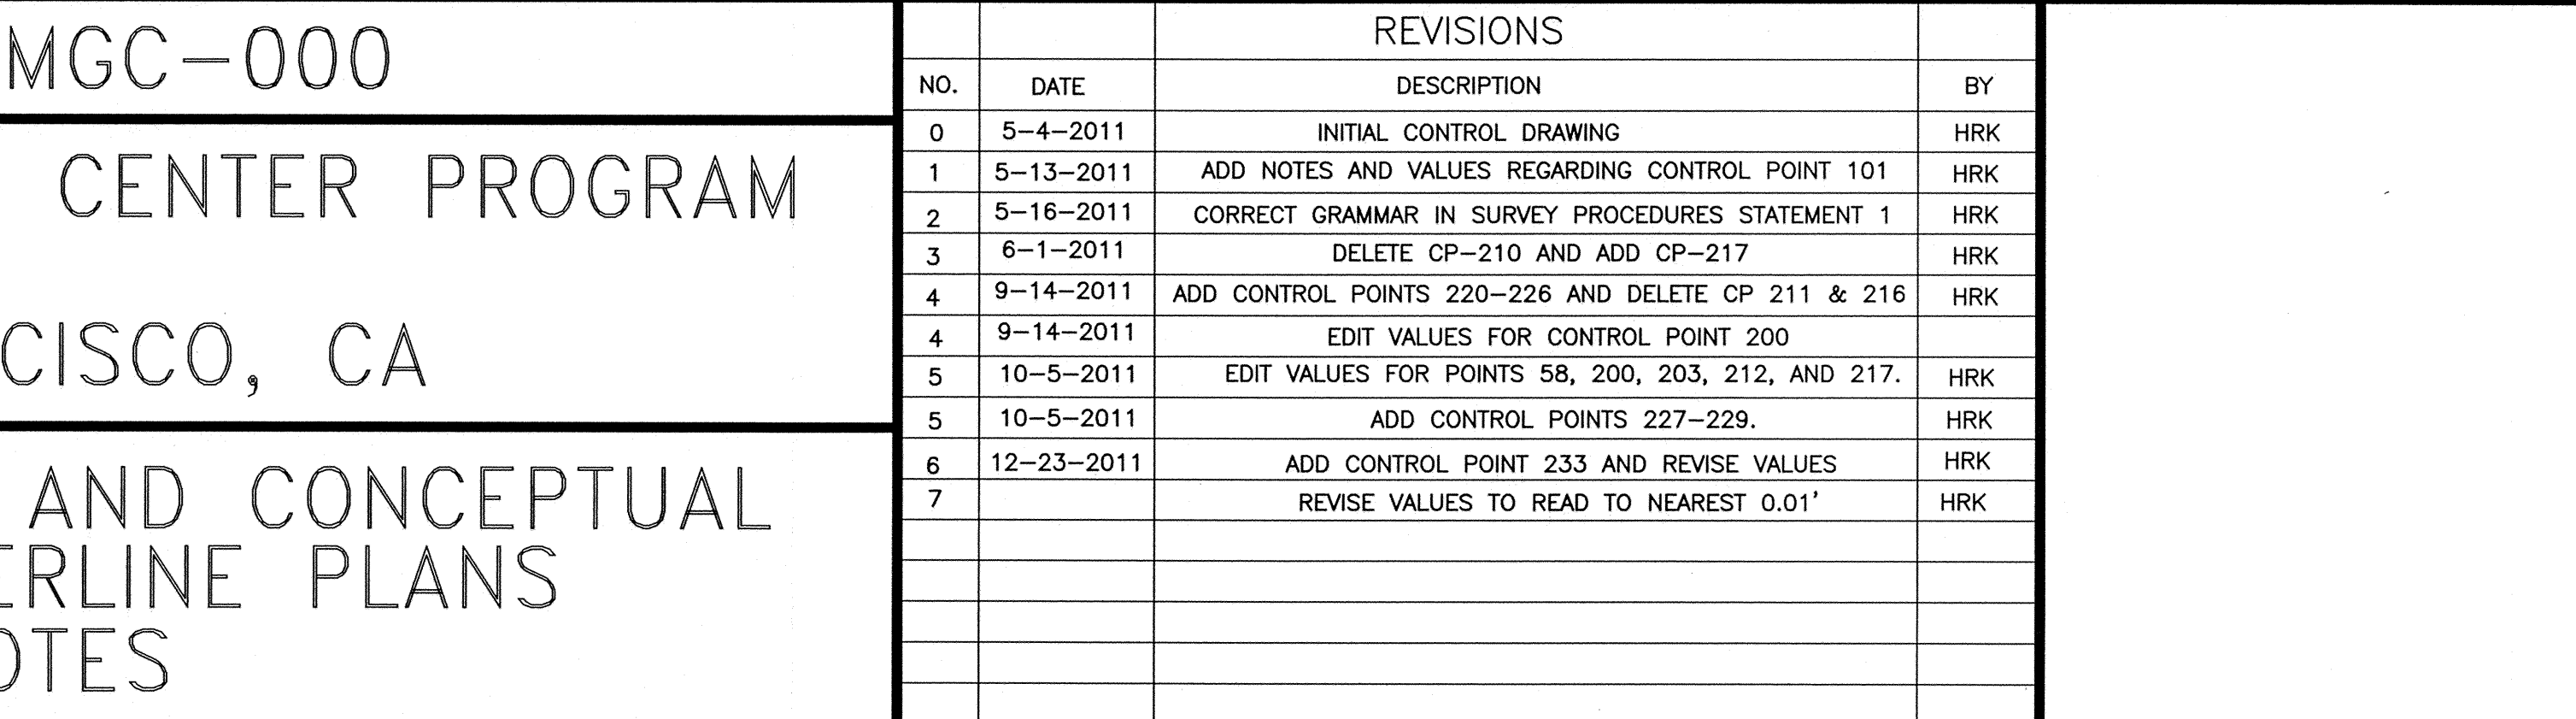 MGC-000
CENTER PROGRAM
CISCO, CA
AND CONCEPTUAL
ERLINE PLANS
OTES
REVISIONS
NO. DATE DESCRIPTION BY
0 5-4-2011 INITIAL CONTROL DRAWING HRK
1 5-13-2011 ADD NOTES AND VALUES REGARDING CONTROL POINT 101 HRK
2 5-16-2011 CORRECT GRAMMAR IN SURVEY PROCEDURES STATEMENT 1 HRK
3 6-1-2011 DELETE CP-210 AND ADD CP-217 HRK
4 9-14-2011 ADD CONTROL POINTS 220-226 AND DELETE CP 211 & 216 HRK
4 9-14-2011 EDIT VALUES FOR CONTROL POINT 200
5 10-5-2011 EDIT VALUES FOR POINTS 58, 200, 203, 212, AND 217. HRK
5 10-5-2011 ADD CONTROL POINTS 227-229. HRK
6 12-23-2011 ADD CONTROL POINT 233 AND REVISE VALUES HRK
7 REVISE VALUES TO READ TO NEAREST 0.01' HRK